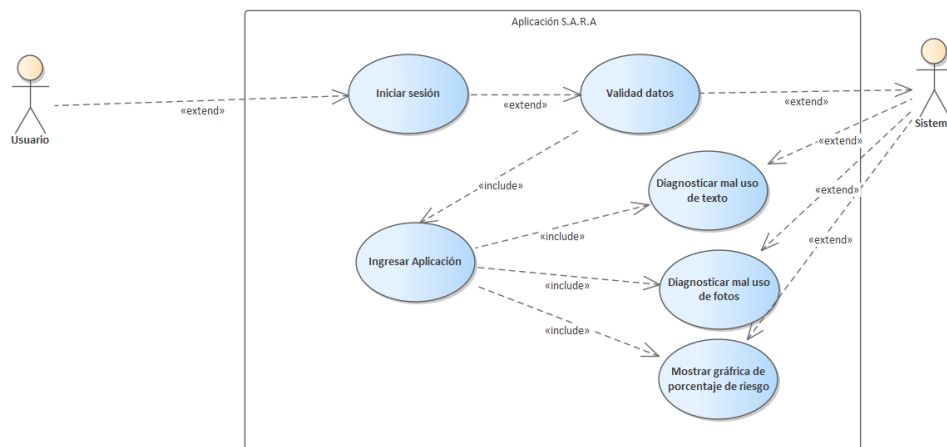 Aplicación S.A.R.A
Iniciar sesión
Validad datos
«extend»
«extend»
«extend»
Usuario
Sistem
«extend»
Diagnosticar mal uso
de texto
«include»
«extend»
«include»
Ingresar Aplicación
«extend»
Diagnosticar mal uso
de fotos
«include»
«include»
Mostrar gráfrica de
porcentaje de riesgo